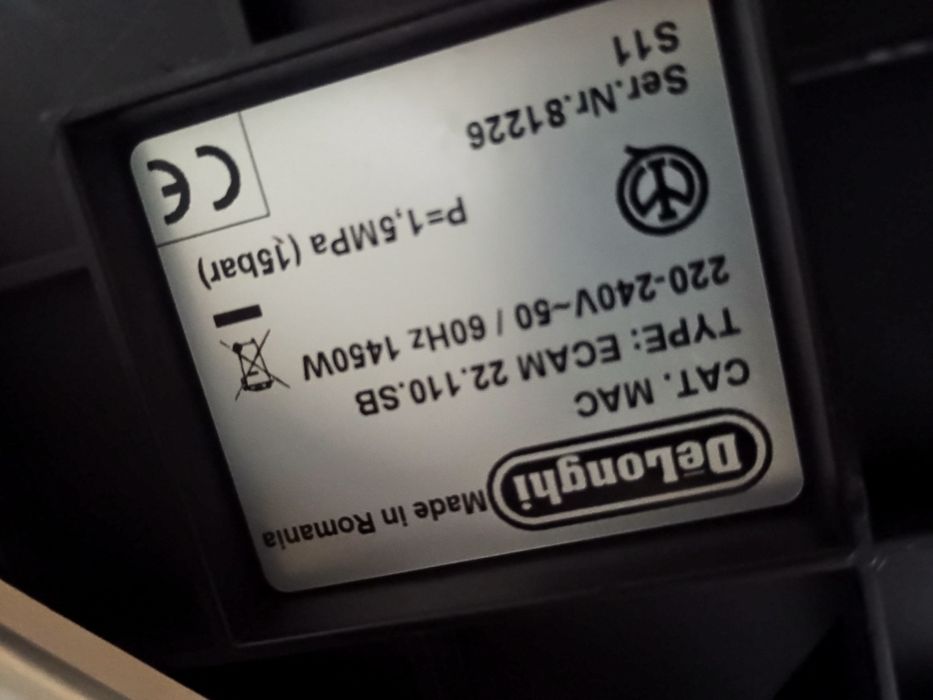 DēLonghi Made in Romania
CAT. MAC
TYPE: ECAM 22.110.SB
220-240V~50 / 60Hz 1450W
P=1,5MPa (15bar)
CE
Ser.Nr.81226
S11